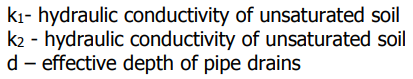 k₁- hydraulic conductivity of unsaturated soil
k₂ - hydraulic conductivity of unsaturated soil
d – effective depth of pipe drains